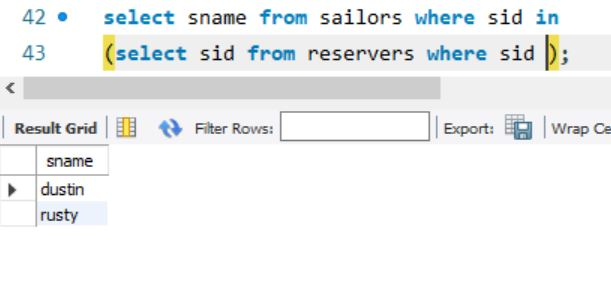 42 select sname from sailors where sid in
43 (select sid from reservers where sid );
Result Grid Filter Rows: Export: Wrap Ce
sname
dustin
rusty